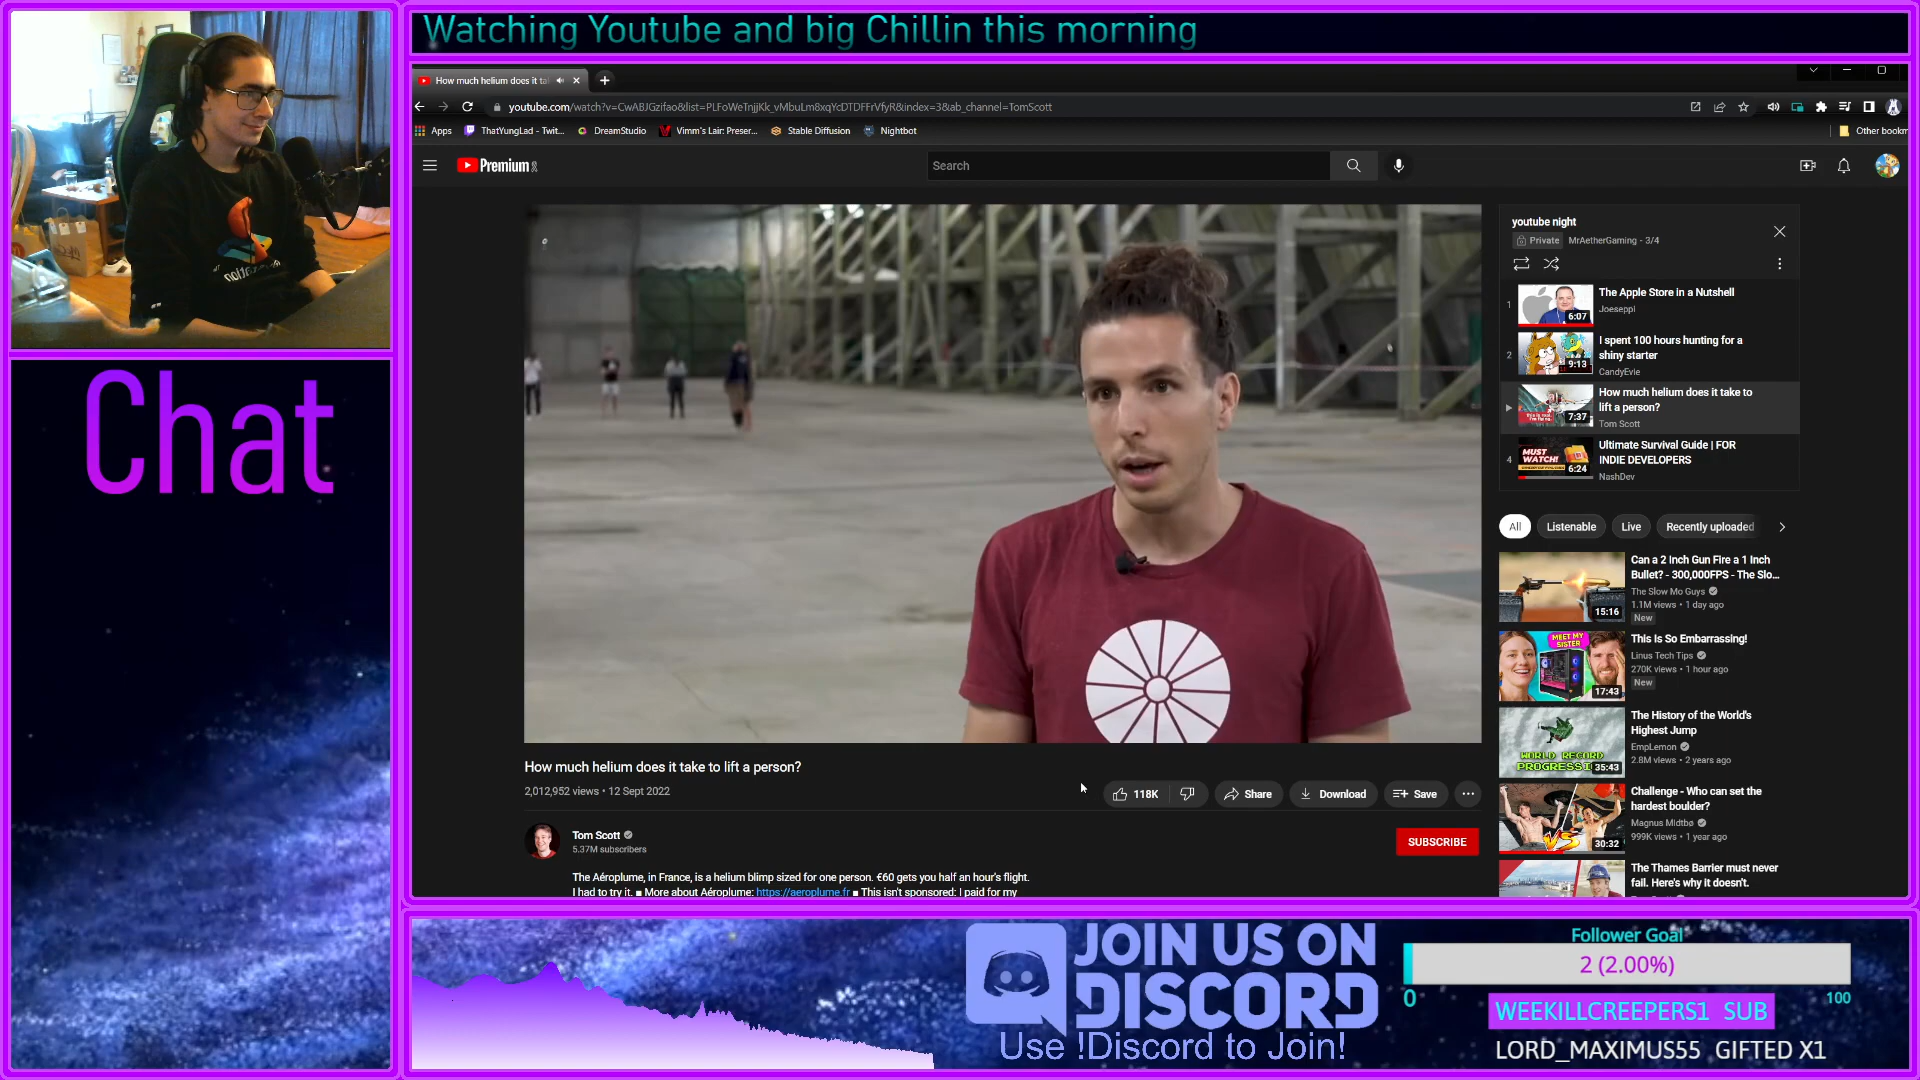 Watching Youtube and big Chillin this morning
How much helium does it ta
youtube.com/watch?v=CwABJGzifao&list=PLFoWeTnjjKk_vMbuLm8xqYcDTDFFrVfyR&index=3&ab_channel=TomScott
Apps ThatYungLad - Twit... DreamStudio Vimm's Lair: Preser... Stable Diffusion Nightbot Other bookm
Premium
Search
youtube night
Private MrAetherGaming - 3/4
1
The Apple Store in a Nutshell
Joeseppi
6:07
2
I spent 100 hours hunting for a
shiny starter
CandyEvie
9:13
How much helium does it take to
lift a person?
Tom Scott
7:37
4
Ultimate Survival Guide | FOR
INDIE DEVELOPERS
NashDev
MUST
WATCH!
6:24
All Listenable Live Recently uploaded
Can a 2 Inch Gun Fire a 1 Inch
Bullet? - 300,000FPS - The Slo...
The Slow Mo Guys
1.1M views • 1 day ago
New
15:16
This Is So Embarrassing!
Linus Tech Tips
270K views • 1 hour ago
New
MEET MY
SISTER
17:43
The History of the World's
Highest Jump
EmpLemon
2.8M views • 2 years ago
WORLD RECORD
PROGRESSI
35:43
Challenge - Who can set the
hardest boulder?
Magnus Midtbø
999K views • 1 year ago
VS
30:32
The Thames Barrier must never
fail. Here's why it doesn't.
How much helium does it take to lift a person?
2,012,952 views • 12 Sept 2022
118K Share Download Save
Tom Scott
5.37M subscribers
SUBSCRIBE
The Aéroplume, in France, is a helium blimp sized for one person. €60 gets you half an hour's flight.
I had to try it. ■ More about Aéroplume: https://aeroplume.fr ■ This isn't sponsored: I paid for my
Chat
JOIN US ON
DISCORD
Use !Discord to Join!
Follower Goal
2 (2.00%)
0
100
WEEKILLCREEPERS1 SUB
LORD_MAXIMUS55 GIFTED X1